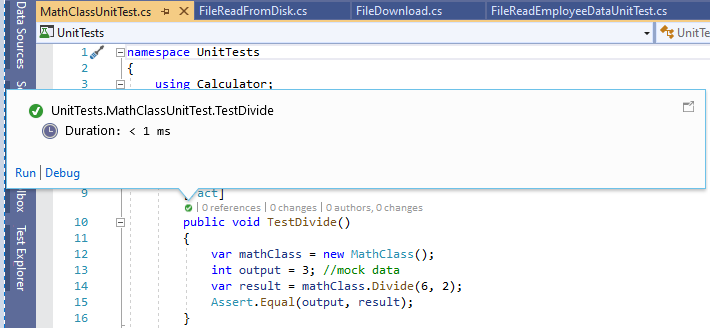 MathClassUnitTest.cs FileReadFromDisk.cs FileDownload.cs FileReadEmployeeDataUnitTest.cs
Data Sources
UnitTests UnitTe
1 namespace UnitTests
2 {
3 using Calculator;
UnitTests.MathClassUnitTest.TestDivide
Duration: < 1 ms
Run | Debug
9 act]
0 references | 0 changes | 0 authors, 0 changes
10 public void TestDivide()
11 {
12 var mathClass = new MathClass();
13 int output = 3; //mock data
14 var result = mathClass.Divide(6, 2);
15 Assert.Equal(output, result);
16 }
lbox
Test Explorer